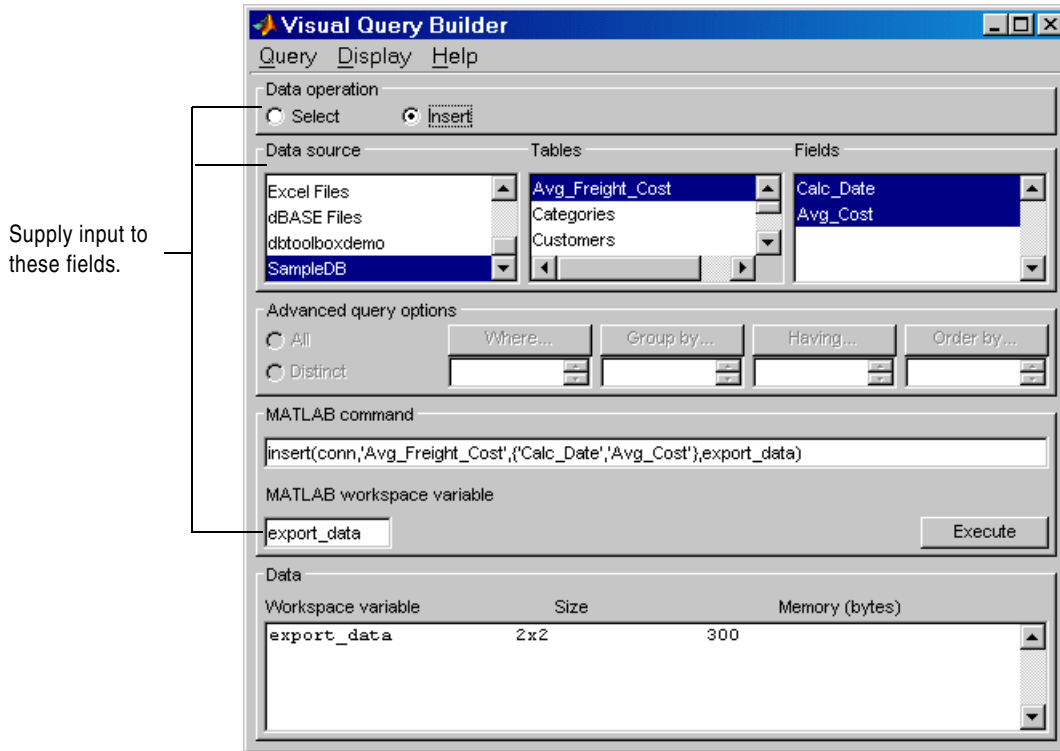 Visual Query Builder
Query Display Help
Data operation
Select Insert
Data source Tables Fields
Excel Files
dBASE Files
dbtoolboxdemo
SampleDB
Avg_Freight_Cost
Categories
Customers
Calc_Date
Avg_Cost
Supply input to
these fields.
Advanced query options
All
Distinct
Where... Group by... Having... Order by...
MATLAB command
insert(conn,'Avg_Freight_Cost',{'Calc_Date','Avg_Cost'},export_data)
MATLAB workspace variable
export_data
Execute
Data
Workspace variable Size Memory (bytes)
export_data 2x2 300